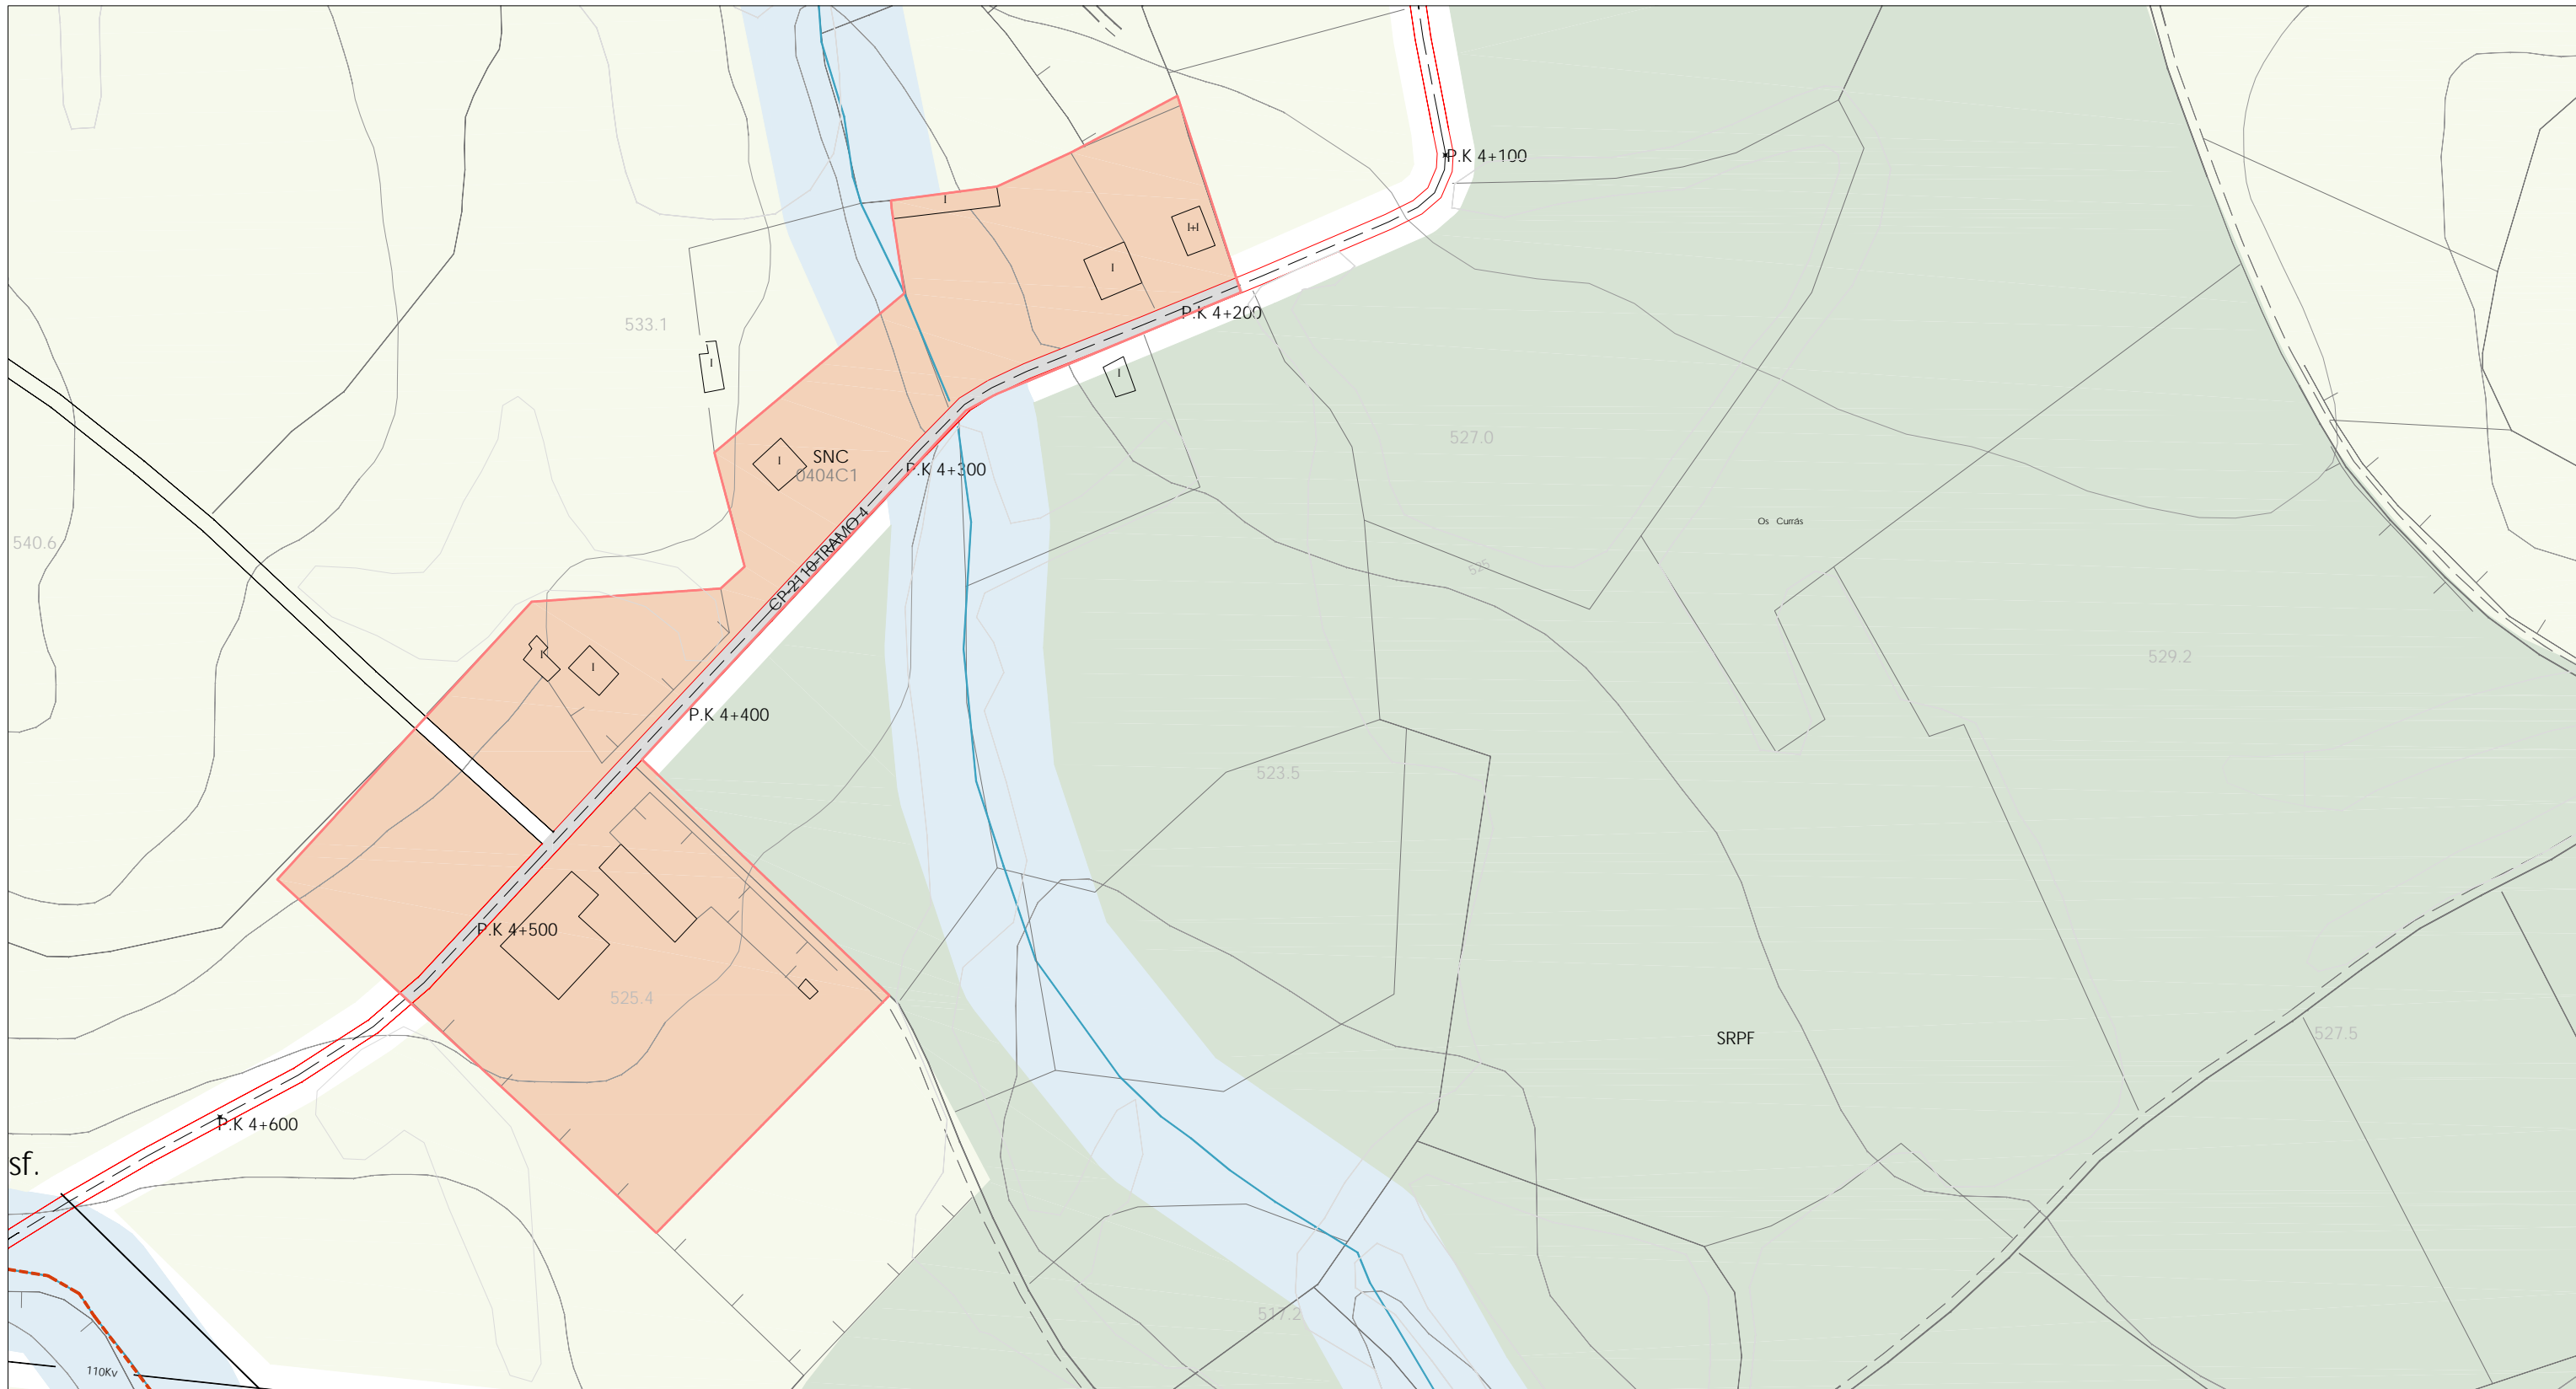 P.K 4+100
I
I+I
I
P.K 4+200
533.1
I
I
527.0
SNC
I
0404C1
P.K 4+300
Os Currás
540.6
CP-2110-TRAMO-4
525
I
I
529.2
P.K 4+400
523.5
P.K 4+500
525.4
527.5
SRPF
P.K 4+600
sf.
517.2
110Kv